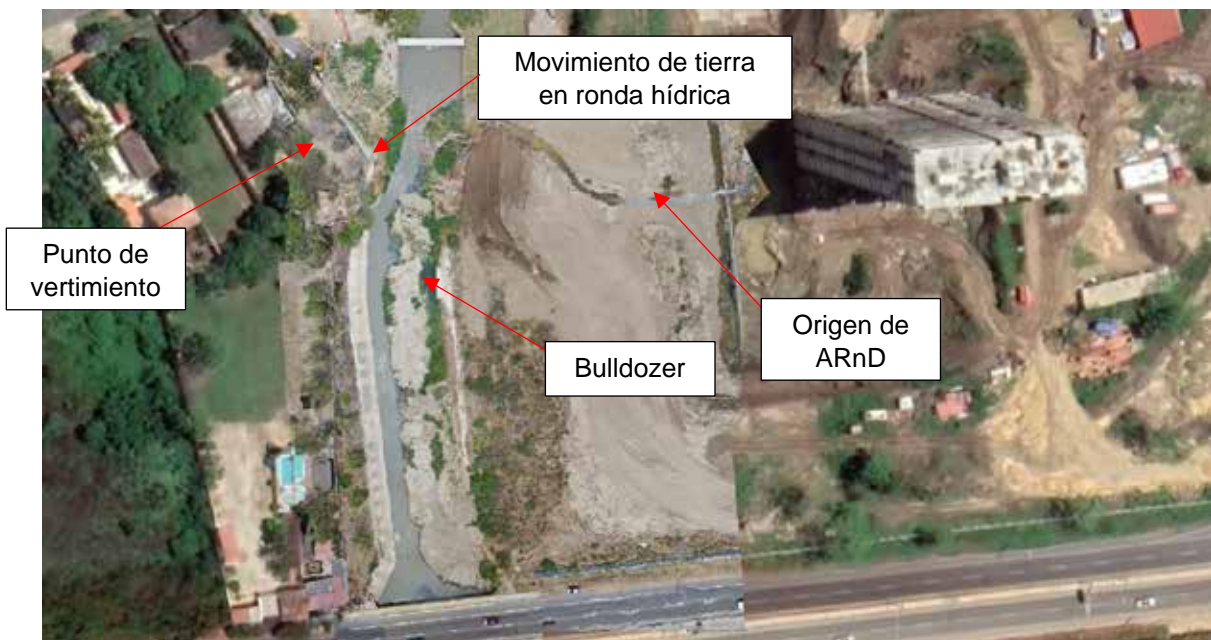 Movimiento de tierra
en ronda hídrica
Punto de
vertimiento
Origen de
ARnD
Bulldozer